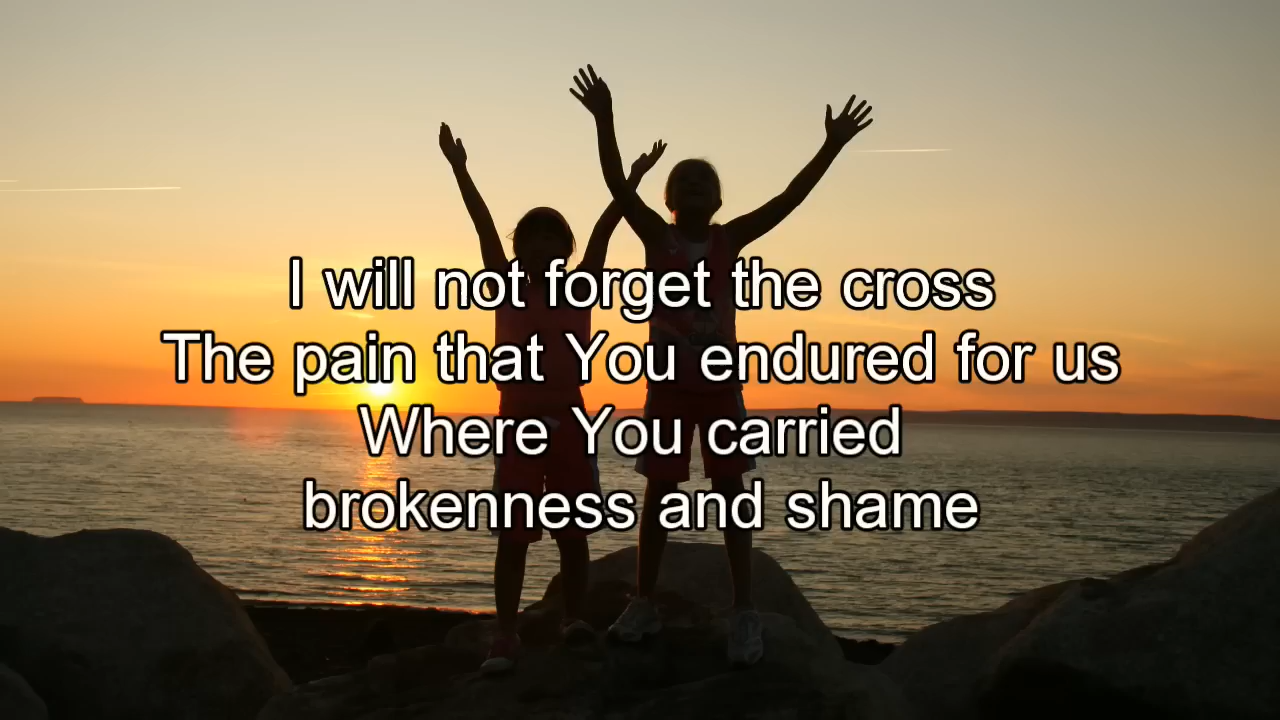 I will not forget the cross
The pain that You endured for us
Where You carried
brokenness and shame